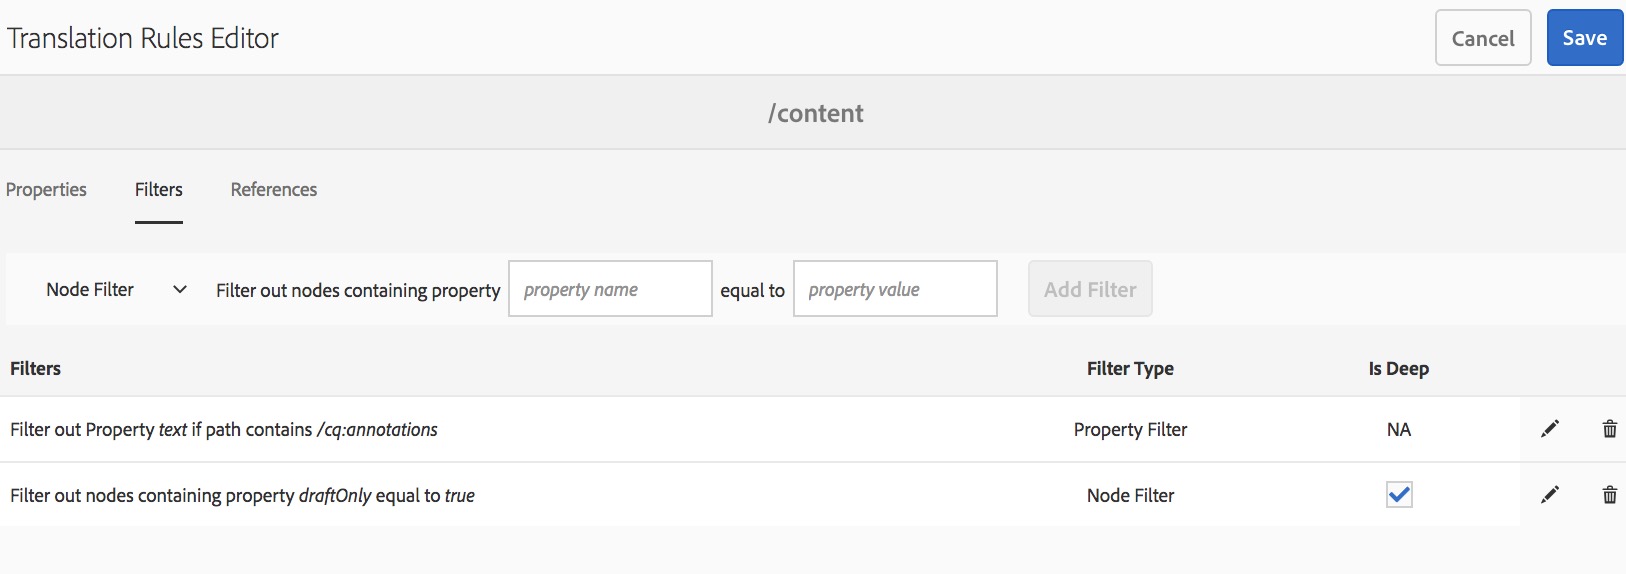 Translation Rules Editor Cancel Save
/content
Properties Filters References
Node Filter Filter out nodes containing property property name equal to property value Add Filter
Filters Filter Type Is Deep
Filter out Property text if path contains /cq:annotations Property Filter NA
Filter out nodes containing property draftOnly equal to true Node Filter